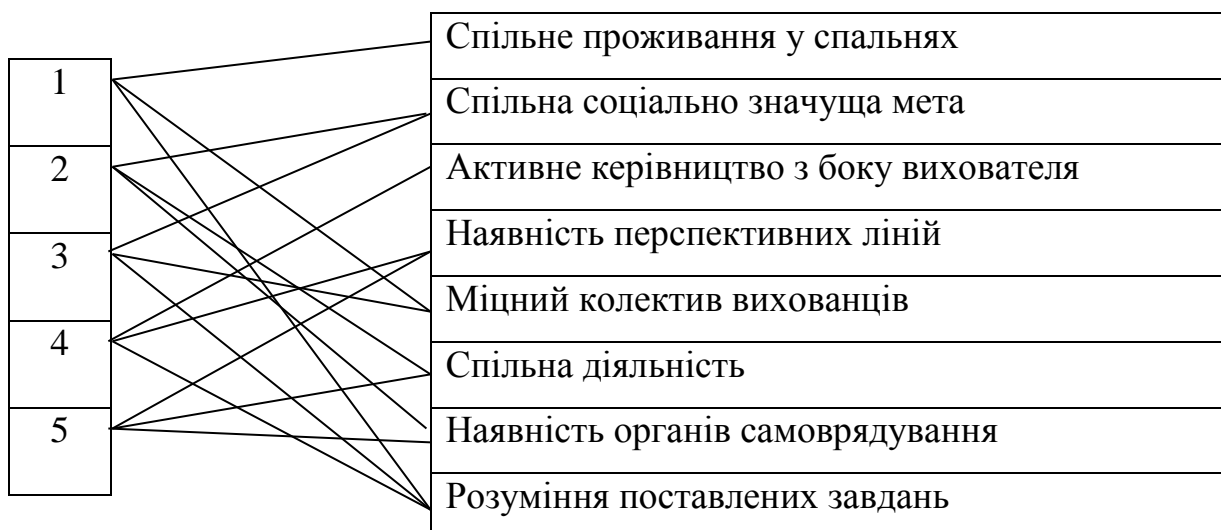 1
2
3
4
5
Спільне проживання у спальнях
Спільна соціально значуща мета
Активне керівництво з боку вихователя
Наявність перспективних ліній
Міцний колектив вихованців
Спільна діяльність
Наявність органів самоврядування
Розуміння поставлених завдань